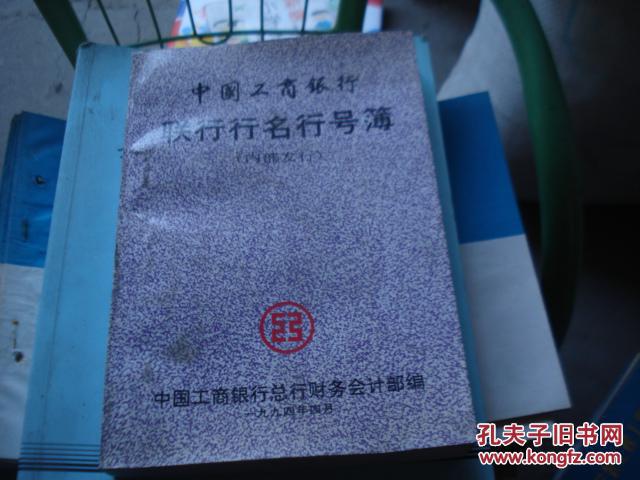 中国工商银行
联行行名行号簿
(内部发行)
中国工商银行总行财务会计部编
一九九四年四月
孔夫子旧书网
www.kongfz.com